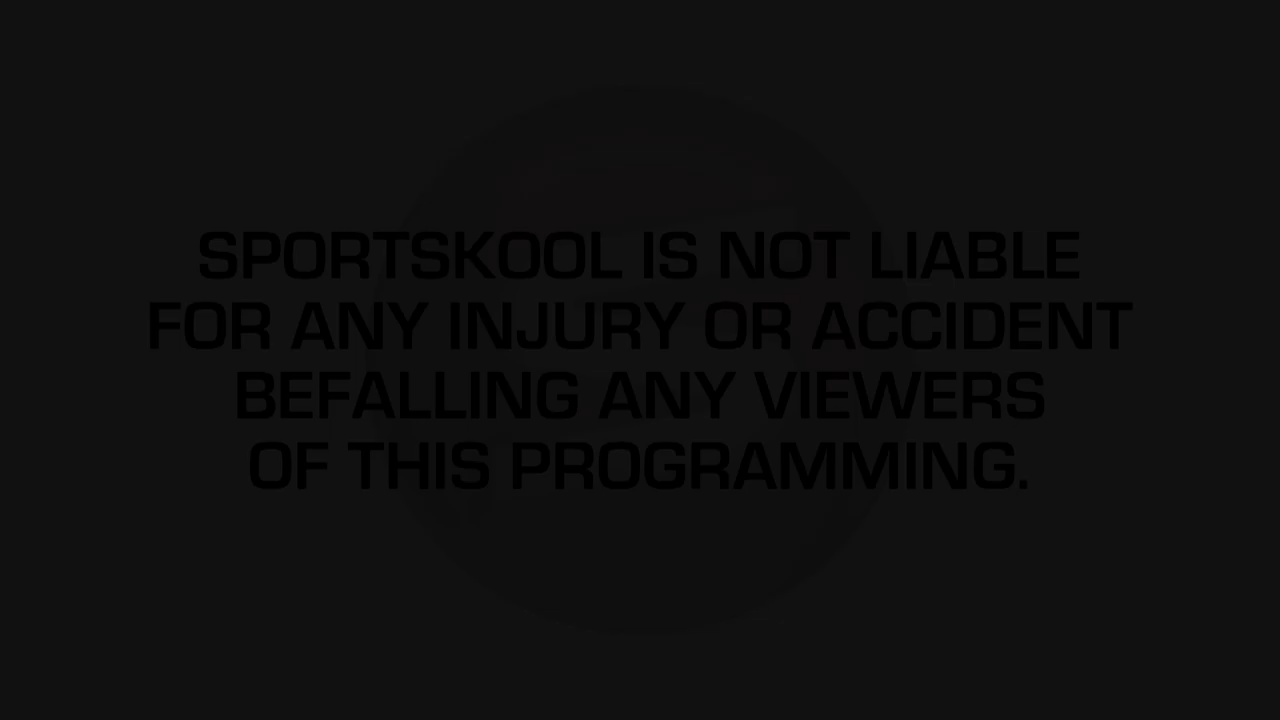 SPORTSKOOL IS NOT LIABLE
FOR ANY INJURY OR ACCIDENT
BEFALLING ANY VIEWERS
OF THIS PROGRAMMING.